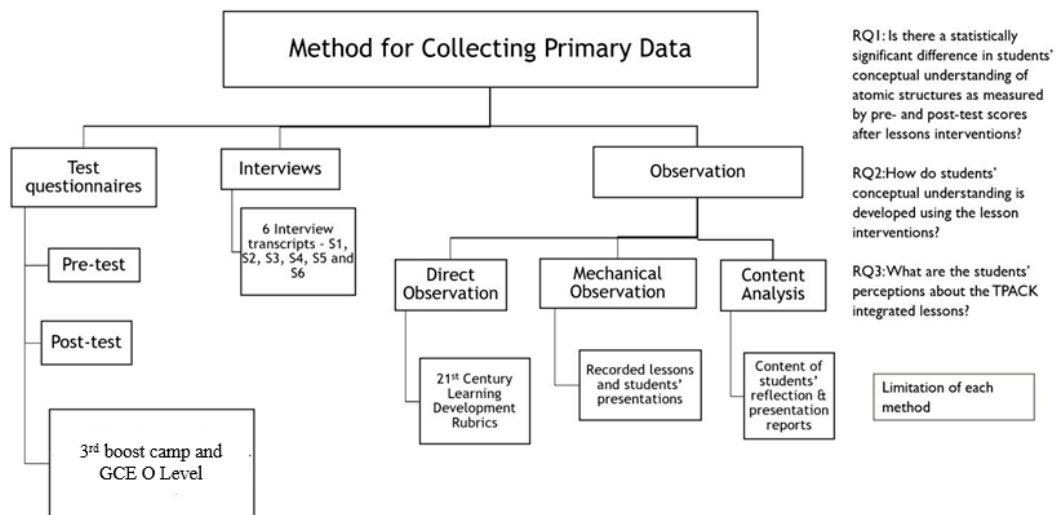 Method for Collecting Primary Data
Test
questionnaires
Pre-test
Post-test
3rd boost camp and
GCE O Level
Interviews
6 Interview
transcripts - S1,
S2, S3, S4, S5 and
S6
Observation
Direct
Observation
21st Century
Learning
Development
Rubrics
Mechanical
Observation
Recorded lessons
and students'
presentations
Content
Analysis
Content of
students'
reflection &
presentation
reports
RQ1: Is there a statistically
significant difference in students'
conceptual understanding of
atomic structures as measured
by pre- and post-test scores
after lessons interventions?
RQ2:How do students'
conceptual understanding is
developed using the lesson
interventions?
RQ3:What are the students'
perceptions about the TPACK
integrated lessons?
Limitation of each
method